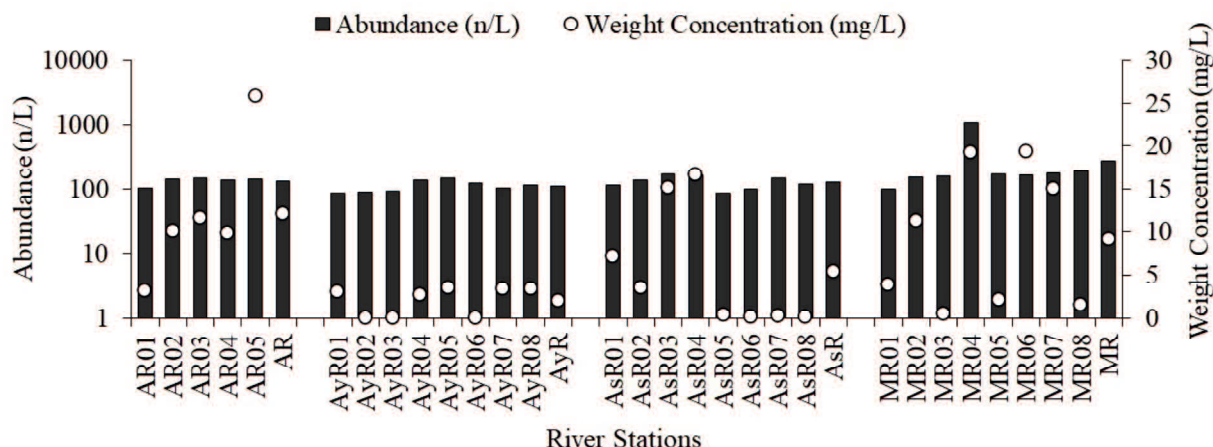 Abundance (n/L) Weight Concentration (mg/L)
Abundance (n/L)
10000
1000
100
10
1
30
25
20
15
10
5
0
Weight Concentration (mg/L)
AR01
AR02
AR03
AR04
AR05
AR
AyR01
AyR02
AyR03
AyR04
AyR05
AyR06
AyR07
AyR08
AyR
AsR01
AsR02
AsR03
AsR04
AsR05
AsR06
AsR07
AsR08
AsR
MR01
MR02
MR03
MR04
MR05
MR06
MR07
MR08
MR
River Stations